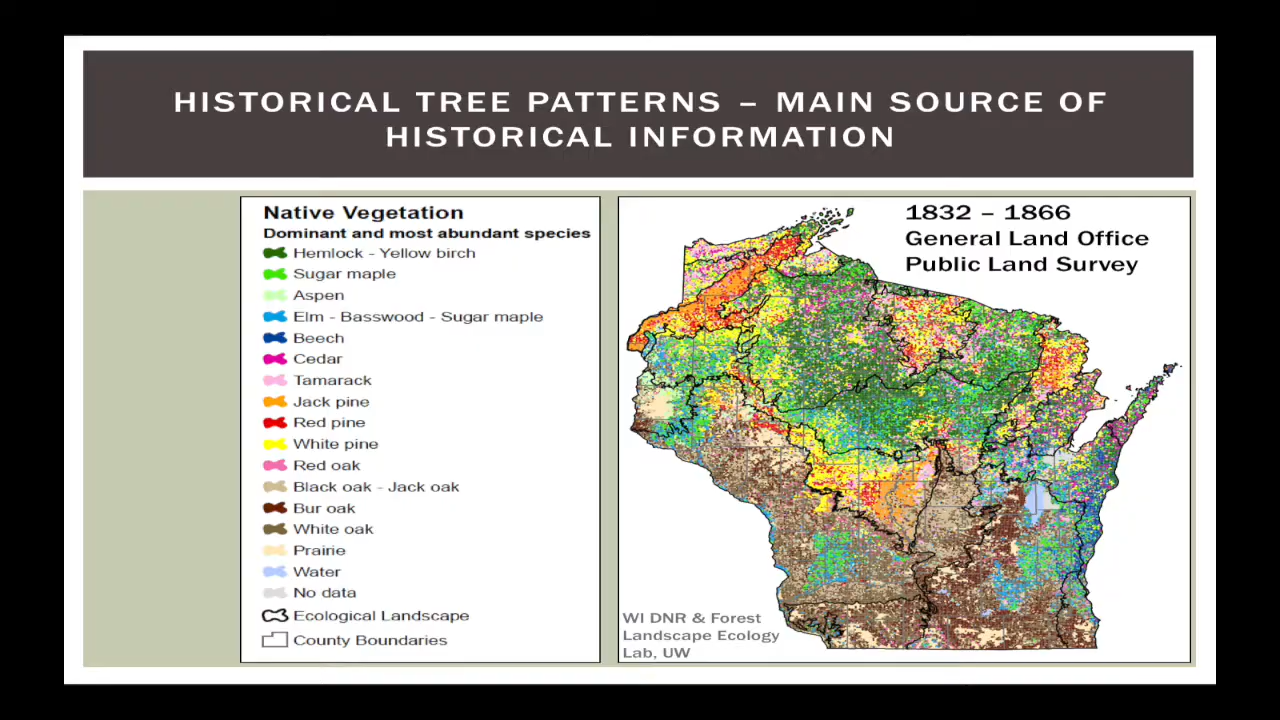 HISTORICAL TREE PATTERNS – MAIN SOURCE OF
HISTORICAL INFORMATION
Native Vegetation
Dominant and most abundant species
Hemlock - Yellow birch
Sugar maple
Aspen
Elm - Basswood - Sugar maple
Beech
Cedar
Tamarack
Jack pine
Red pine
White pine
Red oak
Black oak - Jack oak
Bur oak
White oak
Prairie
Water
No data
Ecological Landscape
County Boundaries
1832 – 1866
General Land Office
Public Land Survey
WI DNR & Forest
Landscape Ecology
Lab, UW